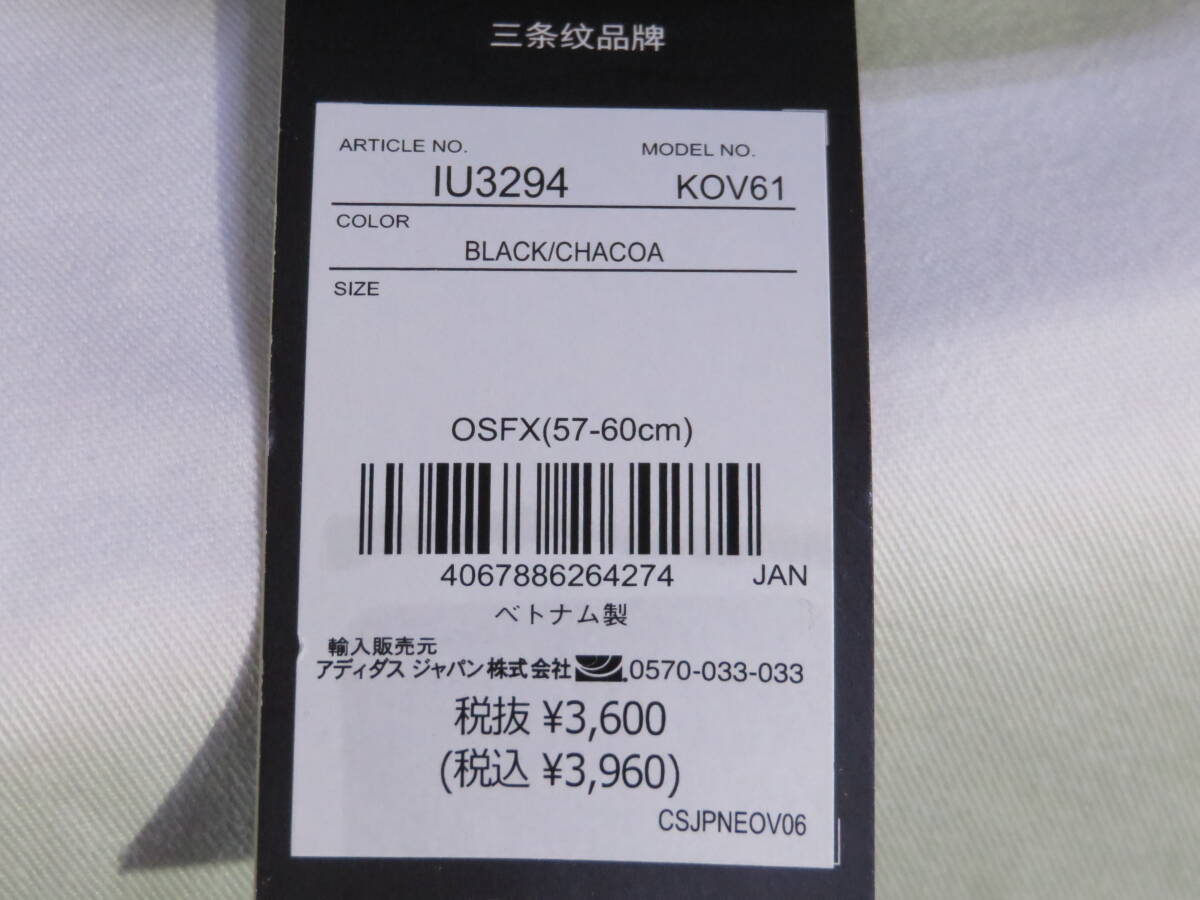 三条纹品牌
ARTICLE NO. MODEL NO.
IU3294 KOV61
COLOR
BLACK/CHACOA
SIZE
OSFX(57-60cm)
4067886264274 JAN
ベトナム製
輸入販売元
アディダス ジャパン株式会社 0570-033-033
税抜 ¥3,600
(税込 ¥3,960)
CSJPNEOV06